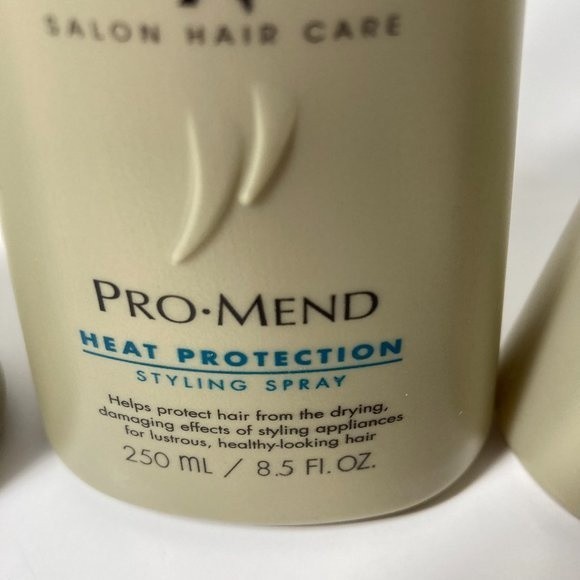 SALON HAIR CARE
PRO·MEND
HEAT PROTECTION
STYLING SPRAY
Helps protect hair from the drying,
damaging effects of styling appliances
for lustrous, healthy-looking hair
250 mL / 8.5 FL. OZ.